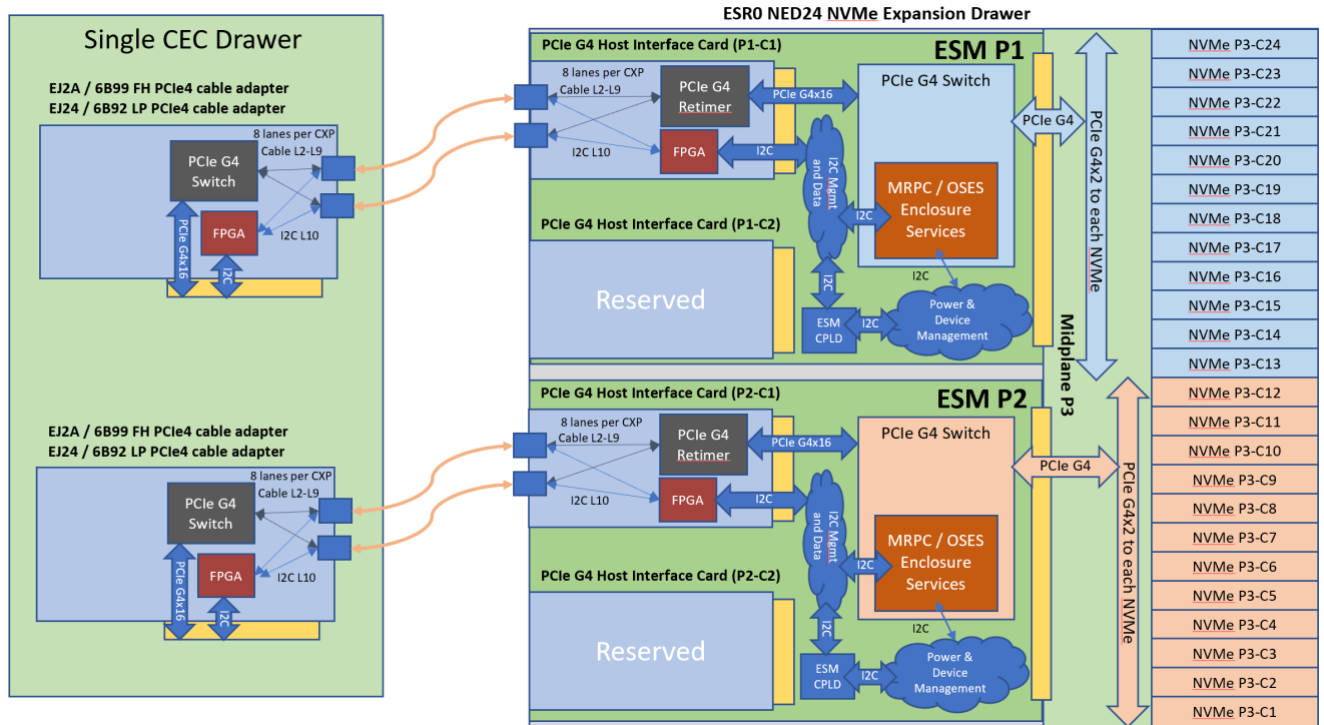 ESR0 NED24 NVMe Expansion Drawer
Single CEC Drawer
EJ2A / 6B99 FH PCIe4 cable adapter
EJ24 / 6B92 LP PCIe4 cable adapter
8 lanes per CXP
Cable L2-L9
PCIe G4
Switch
FPGA
I2C L10
PCIe G4x16
I2C
EJ2A / 6B99 FH PCIe4 cable adapter
EJ24 / 6B92 LP PCIe4 cable adapter
8 lanes per CXP
Cable L2-L9
PCIe G4
Switch
FPGA
I2C L10
PCIe G4x16
I2C
PCIe G4 Host Interface Card (P1-C1)
ESM P1
8 lanes per CXP
Cable L2-L9
PCIe G4
Retimer
FPGA
I2C L10
PCIe G4x16
I2C
PCIe G4 Switch
I2C Mgmt
and Data
I2C
MRPC / OSES
Enclosure
Services
PCIe G4 Host Interface Card (P1-C2)
Reserved
I2C
I2C
ESM
CPLD
I2C
Power &
Device
Management
PCIe G4
PCIe G4x2 to each NVMe
Midplane P3
PCIe G4 Host Interface Card (P2-C1)
ESM P2
8 lanes per CXP
Cable L2-L9
PCIe G4
Retimer
FPGA
I2C L10
PCIe G4x16
I2C
PCIe G4 Switch
I2C Mgmt
and Data
I2C
MRPC / OSES
Enclosure
Services
PCIe G4 Host Interface Card (P2-C2)
Reserved
I2C
I2C
ESM
CPLD
I2C
Power &
Device
Management
PCIe G4
PCIe G4x2 to each NVMe
NVMe P3-C24
NVMe P3-C23
NVMe P3-C22
NVMe P3-C21
NVMe P3-C20
NVMe P3-C19
NVMe P3-C18
NVMe P3-C17
NVMe P3-C16
NVMe P3-C15
NVMe P3-C14
NVMe P3-C13
NVMe P3-C12
NVMe P3-C11
NVMe P3-C10
NVMe P3-C9
NVMe P3-C8
NVMe P3-C7
NVMe P3-C6
NVMe P3-C5
NVMe P3-C4
NVMe P3-C3
NVMe P3-C2
NVMe P3-C1